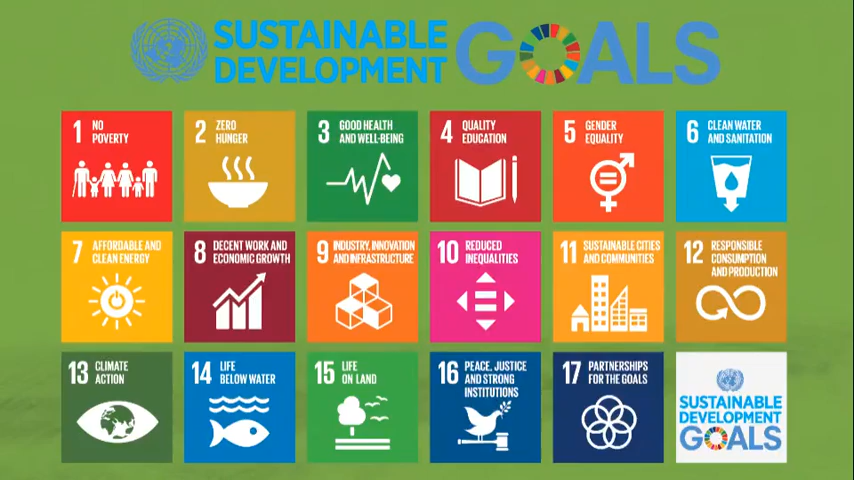 SUSTAINABLE
DEVELOPMENT
GOALS
1 NO
POVERTY
2 ZERO
HUNGER
3 GOOD HEALTH
AND WELL-BEING
4 QUALITY
EDUCATION
5 GENDER
EQUALITY
6 CLEAN WATER
AND SANITATION
7 AFFORDABLE AND
CLEAN ENERGY
8 DECENT WORK AND
ECONOMIC GROWTH
9 INDUSTRY, INNOVATION
AND INFRASTRUCTURE
10 REDUCED
INEQUALITIES
11 SUSTAINABLE CITIES
AND COMMUNITIES
12 RESPONSIBLE
CONSUMPTION
AND PRODUCTION
13 CLIMATE
ACTION
14 LIFE
BELOW WATER
15 LIFE
ON LAND
16 PEACE, JUSTICE
AND STRONG
INSTITUTIONS
17 PARTNERSHIPS
FOR THE GOALS
SUSTAINABLE
DEVELOPMENT
GOALS